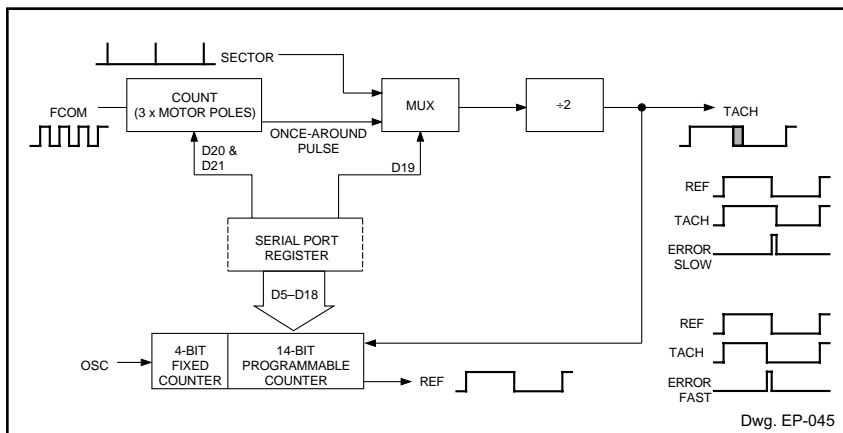 SECTOR
FCOM
COUNT
(3 x MOTOR POLES)
MUX
÷2
TACH
ONCE-AROUND
PULSE
D20 &
D21
D19
SERIAL PORT
REGISTER
D5–D18
OSC
4-BIT
FIXED
COUNTER
14-BIT
PROGRAMMABLE
COUNTER
REF
REF
TACH
ERROR
SLOW
REF
TACH
ERROR
FAST
Dwg. EP-045